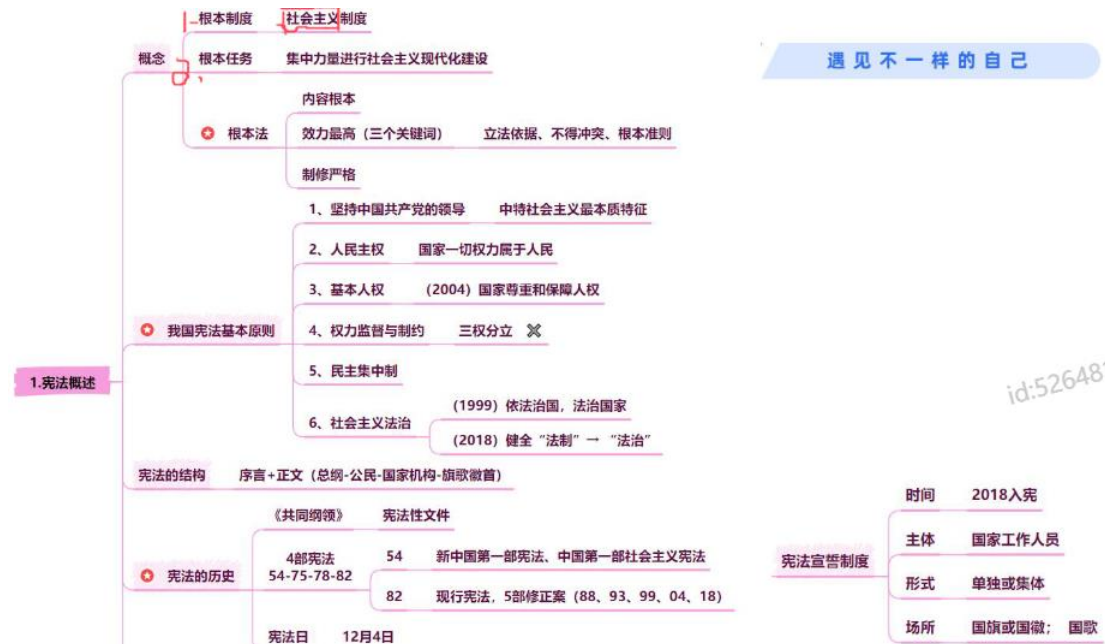 根本制度 社会主义制度
概念 根本任务 集中力量进行社会主义现代化建设
遇见不一样的自己
内容根本
根本法 效力最高（三个关键词） 立法依据、不得冲突、根本准则
制修严格
1、坚持中国共产党的领导 中特社会主义最本质特征
2、人民主权 国家一切权力属于人民
3、基本人权 （2004）国家尊重和保障人权
我国宪法基本原则 4、权力监督与制约 三权分立
5、民主集中制
1.宪法概述
6、社会主义法治 （1999）依法治国，法治国家
（2018）健全“法制”→“法治”
宪法的结构 序言+正文（总纲-公民-国家机构-旗歌徽首）
《共同纲领》 宪法性文件
宪法的历史 4部宪法
54-75-78-82
54 新中国第一部宪法、中国第一部社会主义宪法
82 现行宪法，5部修正案（88、93、99、04、18）
宪法日 12月4日
宪法宣誓制度
时间 2018入宪
主体 国家工作人员
形式 单独或集体
场所 国旗或国徽； 国歌
id:52648